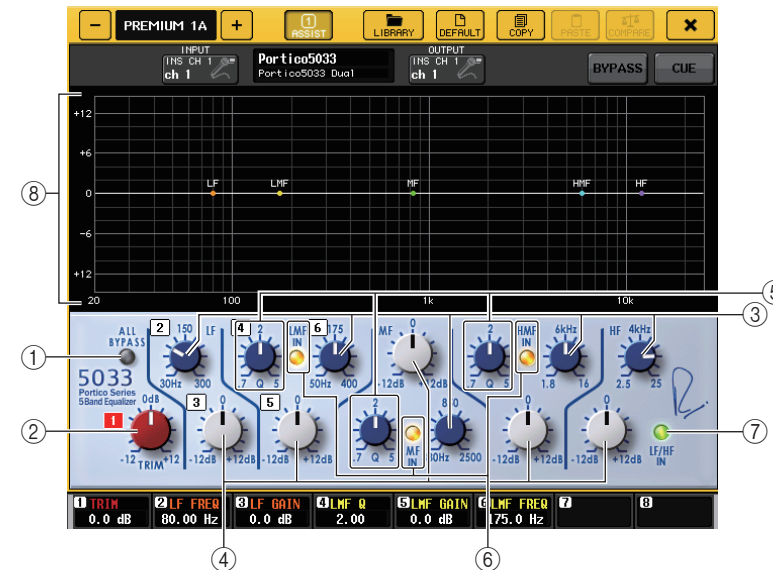 PREMIUM 1A
1
ASSIST
LIBRARY
DEFAULT
COPY
PASTE
COMPARE
INPUT
INS CH 1
ch 1
Portico5033
Portico5033 Dual
OUTPUT
INS CH 1
ch 1
BYPASS
CUE
+12
+6
0
-6
+12
LF
LMF
MF
HMF
HF
20
100
1k
10k
8
5
3
1
2
7
4
6
ALL
BYPASS
5033
Portico Series
5Band Equalizer
1
0dB
-12 TRIM +12
2
150
LF
30Hz 300
3
0
-12dB +12dB
4
2
.7 Q 5
LMF
IN
5
0
-12dB +12dB
6
175
50Hz 400
MF
0
-12dB
2
.7 Q 5
MF
IN
2500
2
.7 Q 5
HMF
IN
6kHz
1.8 16
0
-12dB +12dB
HF
4kHz
2.5 25
0
-12dB +12dB
LF/HF
IN
1 TRIM
0.0 dB
2 LF FREQ
80.00 Hz
3 LF GAIN
0.0 dB
4 LMF Q
2.00
5 LMF GAIN
0.0 dB
6 LMF FREQ
175.0 Hz
7
8